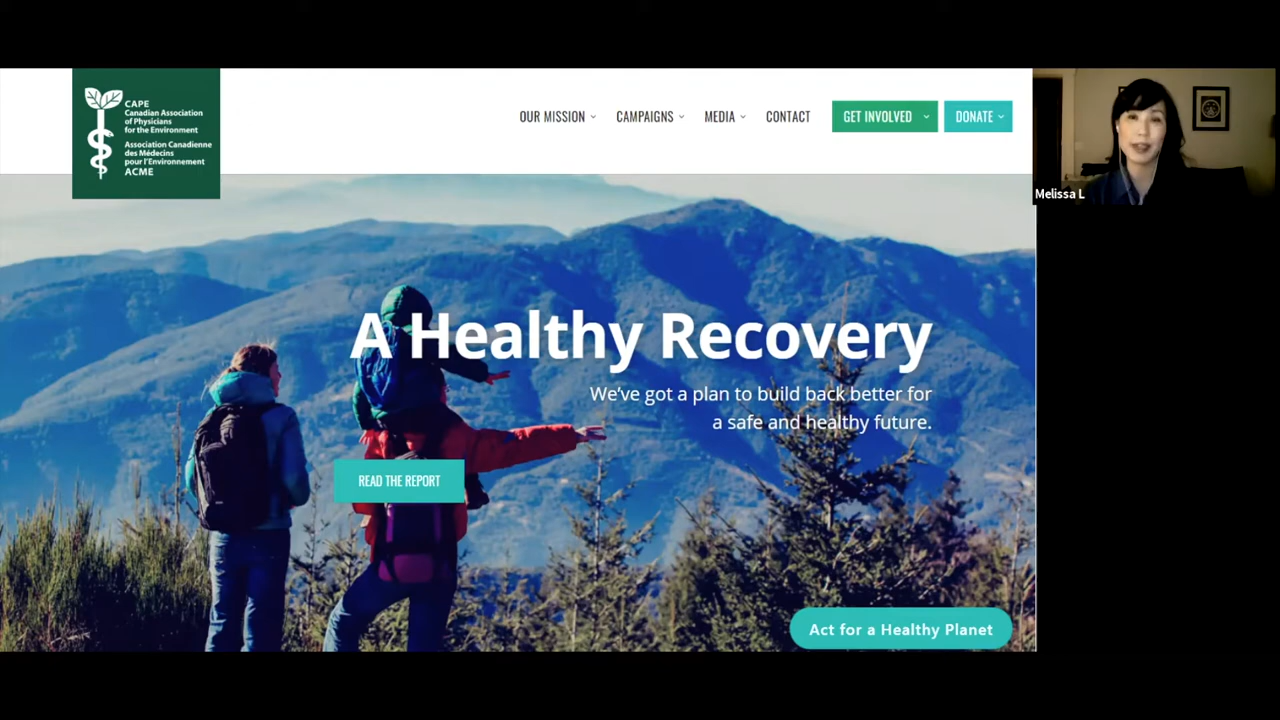 CAPE
Canadian Association
of Physicians
for the Environment
Association Canadienne
des Médecins
pour l'Environnement
ACME
OUR MISSION
CAMPAIGNS
MEDIA
CONTACT
GET INVOLVED
DONATE
Melissa L
A Healthy Recovery
We've got a plan to build back better for
a safe and healthy future.
READ THE REPORT
Act for a Healthy Planet